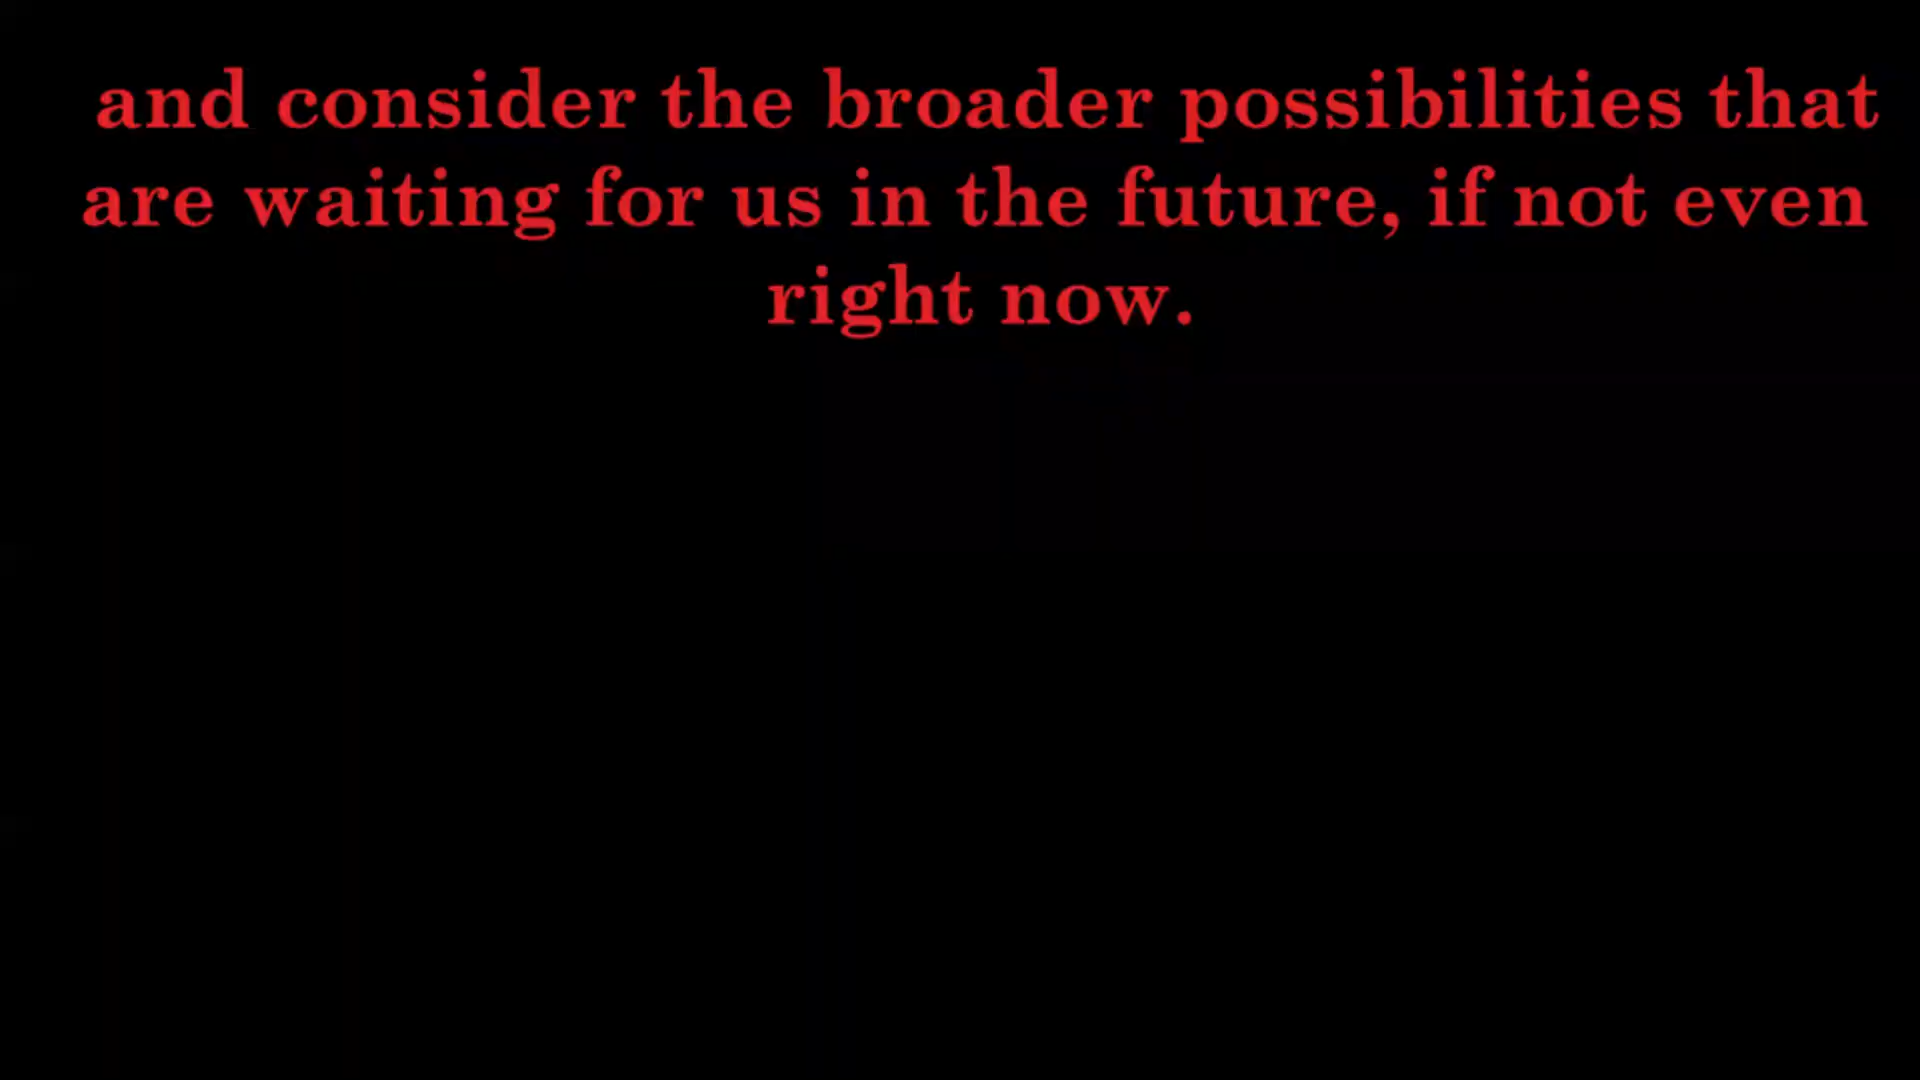 and consider the broader possibilities that
are waiting for us in the future, if not even
right now.